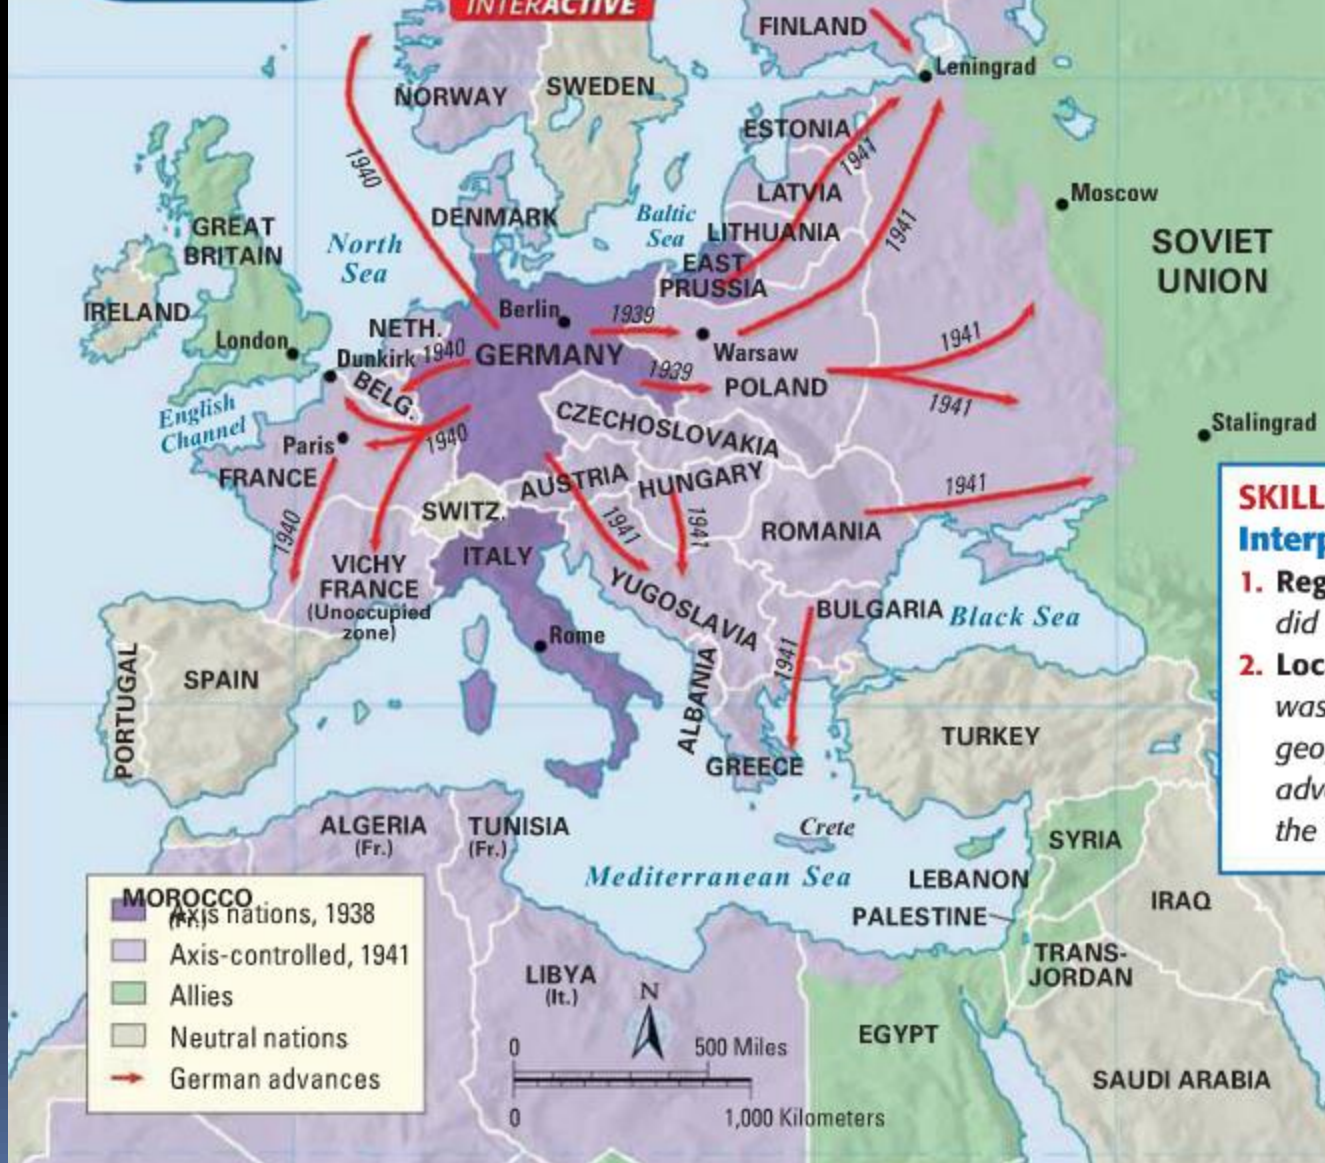 INTERACTIVE
FINLAND
Leningrad
NORWAY
SWEDEN
ESTONIA
1941
1940
LATVIA
Moscow
GREAT
BRITAIN
North
Sea
DENMARK
Baltic
Sea
LITHUANIA
1941
SOVIET
UNION
EAST
PRUSSIA
IRELAND
London
NETH.
Berlin
1939
Warsaw
Dunkirk
1940
GERMANY
1939
POLAND
1941
1941
BELG.
English
Channel
Paris
1940
CZECHOSLOVAKIA
Stalingrad
FRANCE
SWITZ.
AUSTRIA
HUNGARY
1941
1940
1941
1941
ROMANIA
VICHY
FRANCE
(Unoccupied
zone)
ITALY
YUGOSLAVIA
BULGARIA
Black Sea
Rome
1941
PORTUGAL
SPAIN
ALBANIA
GREECE
TURKEY
ALGERIA
(Fr.)
TUNISIA
(Fr.)
Crete
SYRIA
Mediterranean Sea
LEBANON
PALESTINE
IRAQ
TRANS-
JORDAN
LIBYA
(It.)
EGYPT
SAUDI ARABIA
MOROCCO
(Fr.)
Axis nations, 1938
Axis-controlled, 1941
Allies
Neutral nations
German advances
N
0 500 Miles
0 1,000 Kilometers
SKILL
Interp
1. Reg
did
2. Loc
was
geo
adv
the